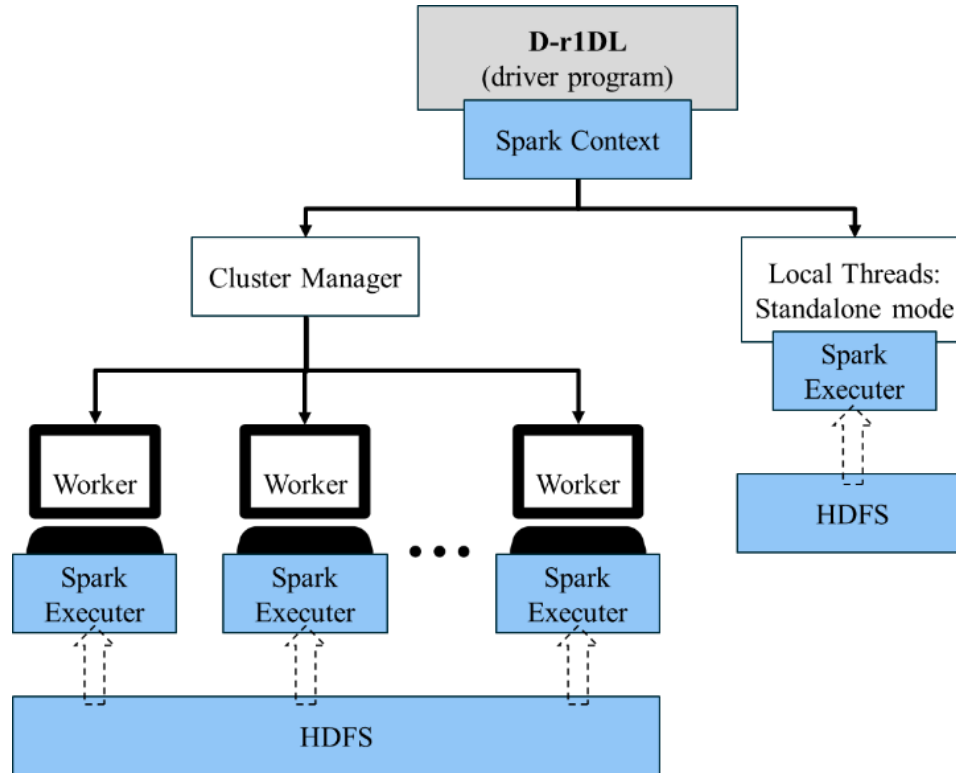 D-r1DL
(driver program)
Spark Context
Cluster Manager
Local Threads:
Standalone mode
Spark
Executer
Worker
Worker
Worker
HDFS
Spark
Executer
Spark
Executer
Spark
Executer
HDFS